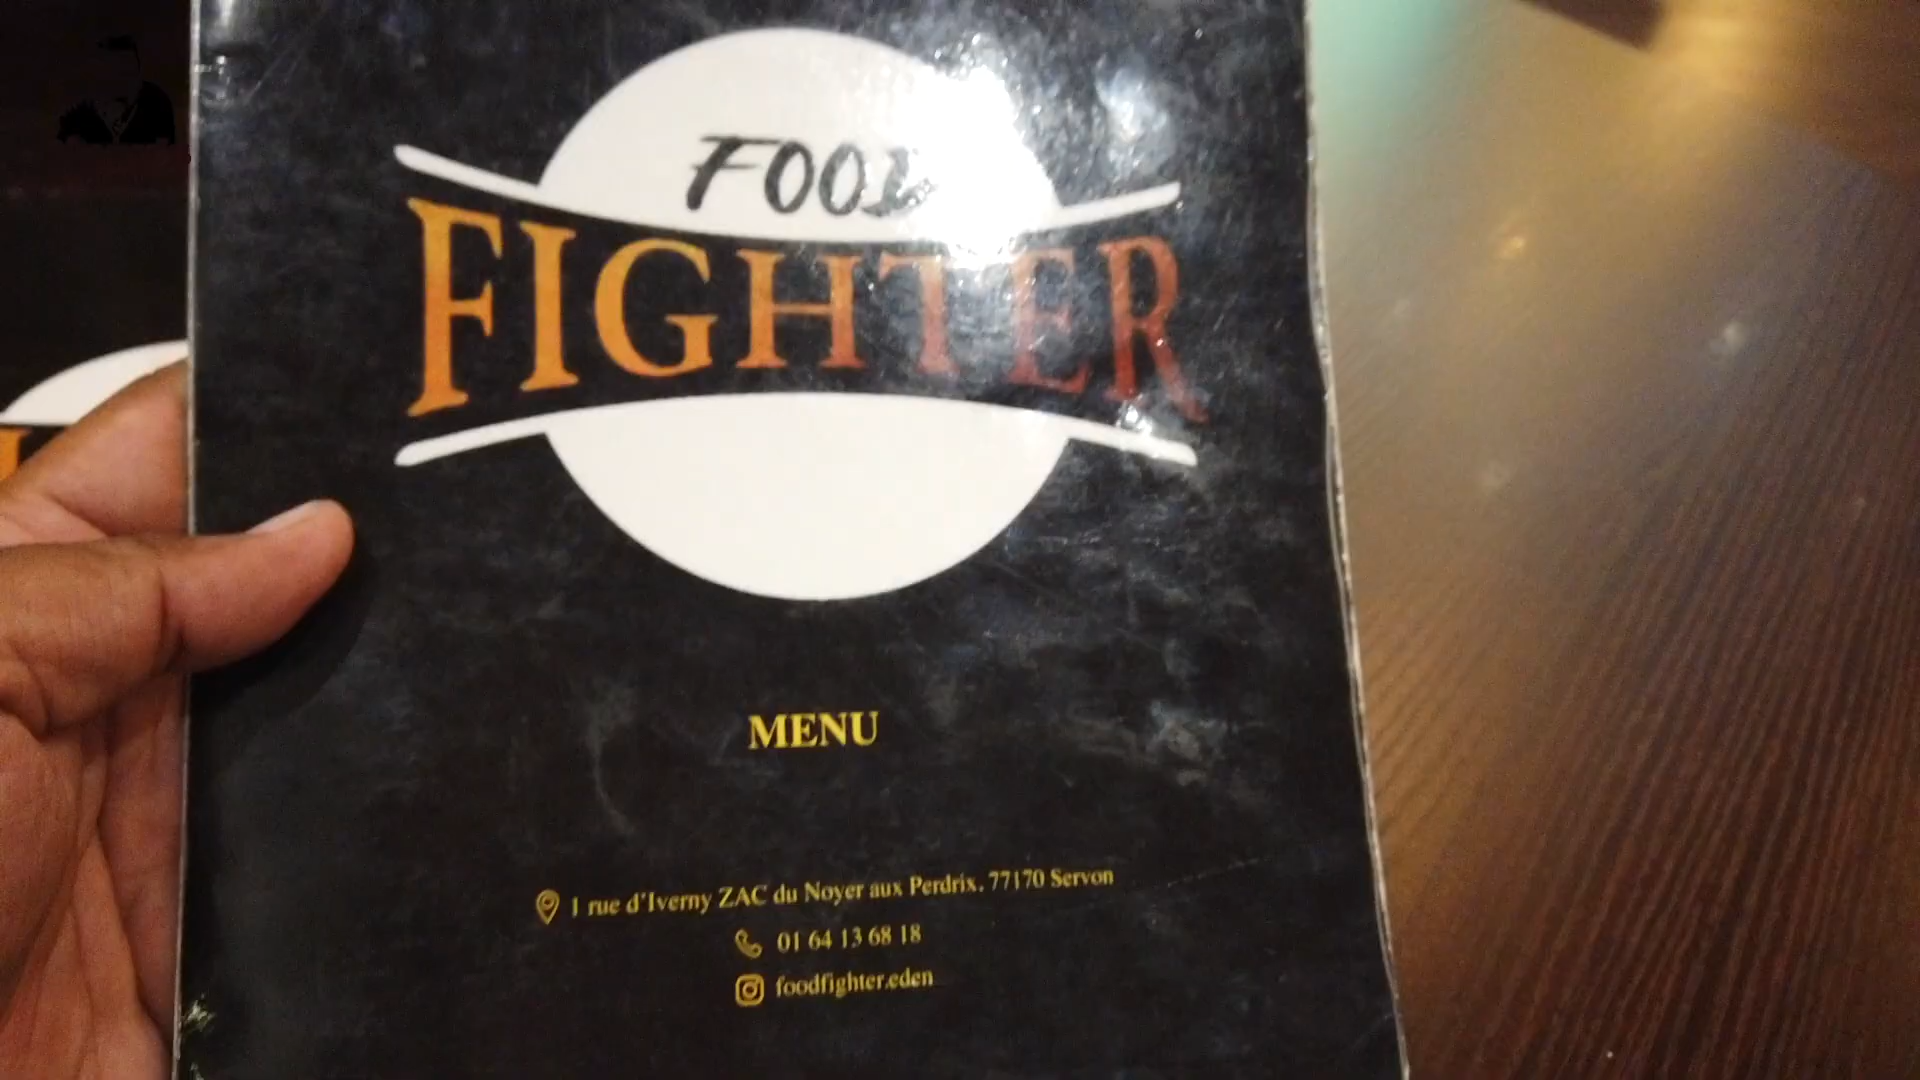 FOOD
FIGHTER
MENU
1 rue d'Iverny ZAC du Noyer aux Perdrix, 77170 Servon
01 64 13 68 18
foodfighter.eden